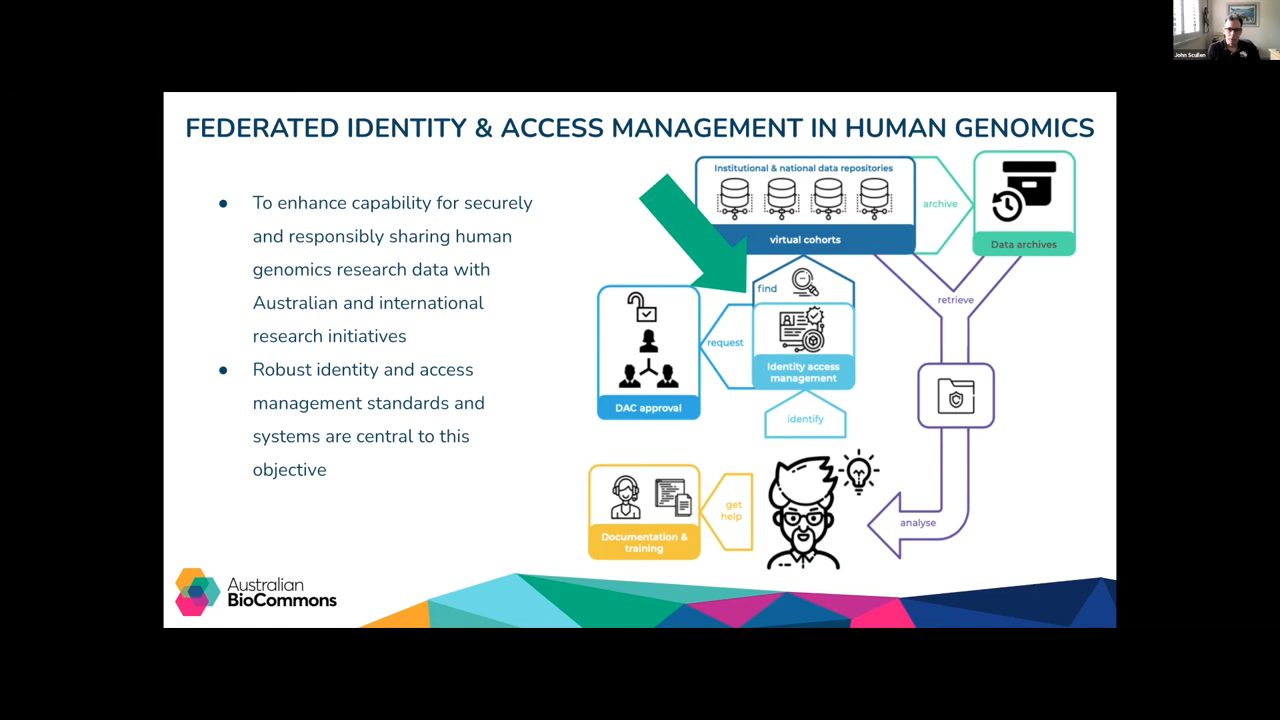 John Scullen
FEDERATED IDENTITY & ACCESS MANAGEMENT IN HUMAN GENOMICS
● To enhance capability for securely
and responsibly sharing human
genomics research data with
Australian and international
research initiatives
● Robust identity and access
management standards and
systems are central to this
objective
Institutional & national data repositories
virtual cohorts
archive
Data archives
find
retrieve
request
Identity access
management
DAC approval
identify
get
help
Documentation &
training
analyse
Australian
BioCommons